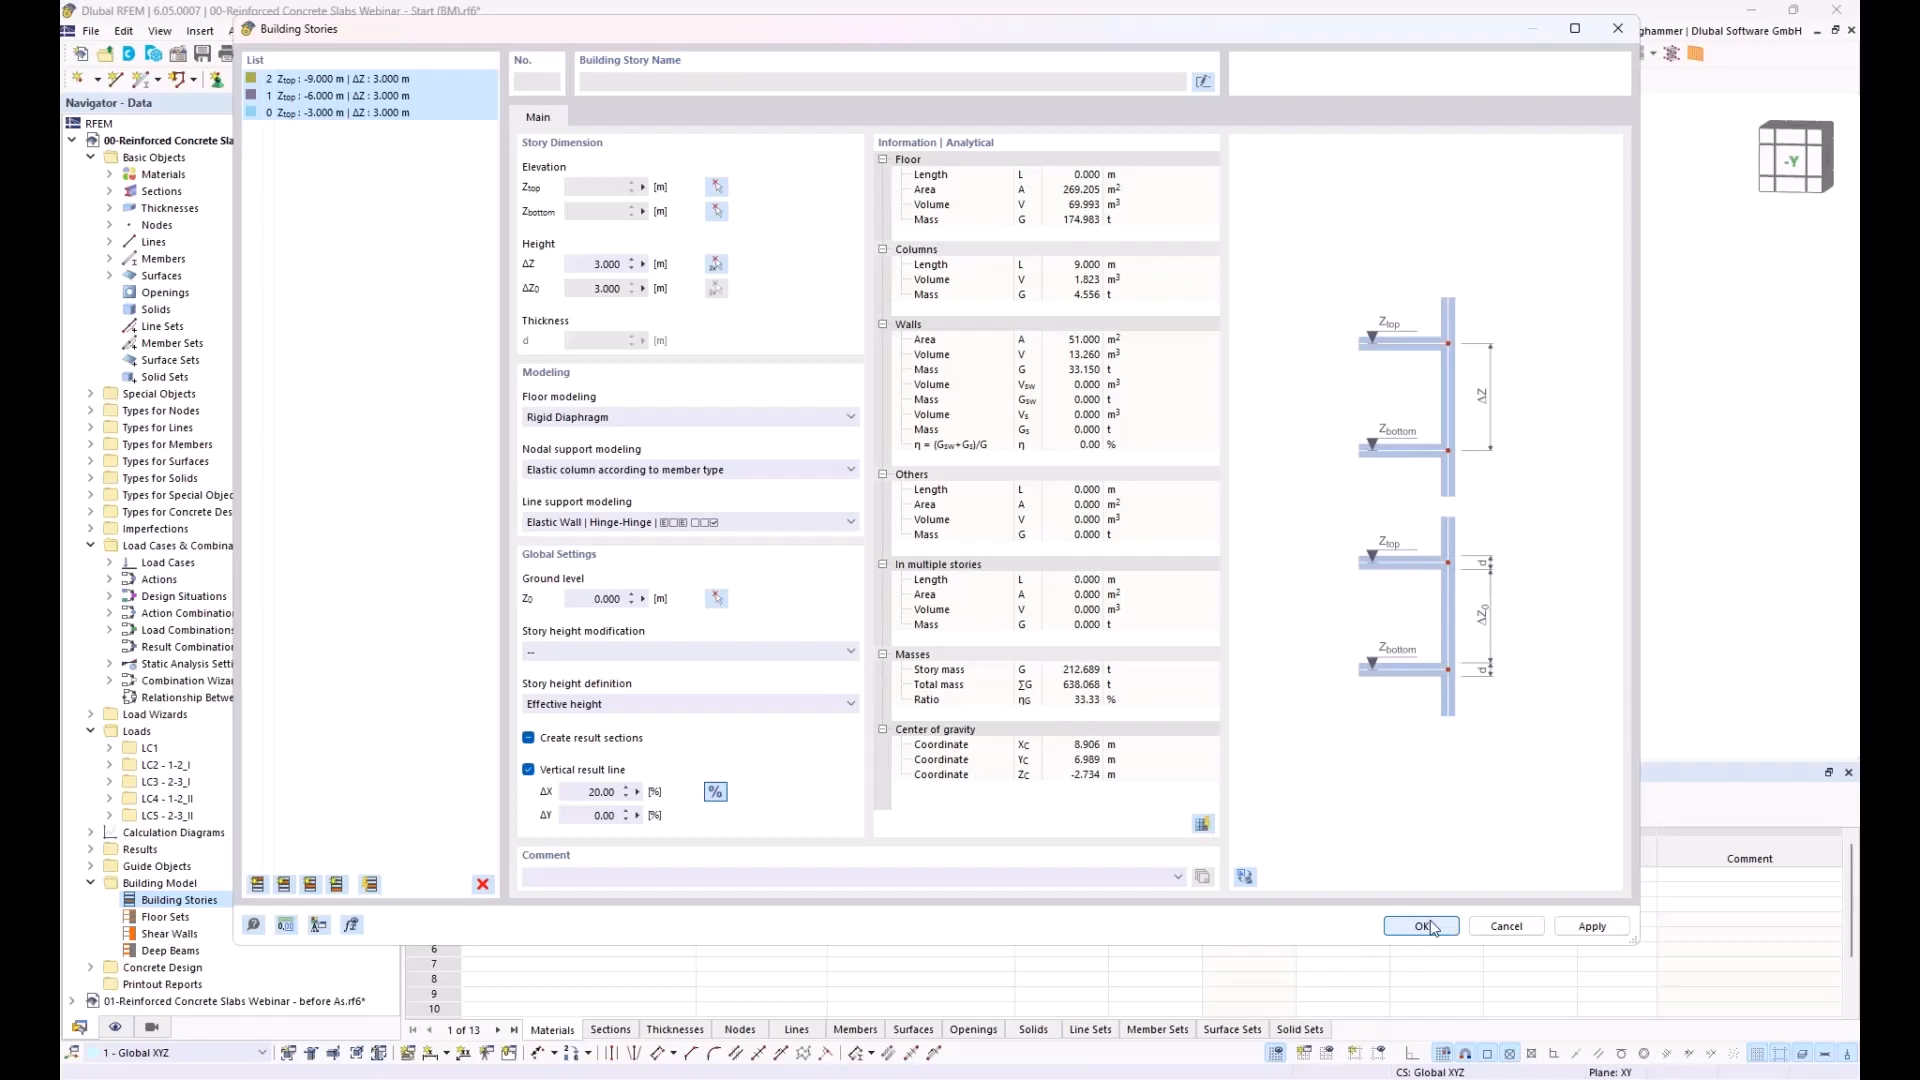 Dlubal RFEM | 6.05.0007 | 00-Reinforced Concrete Slabs Webinar - Start (BM).rf6*
File Edit View Insert
Building Stories
ghammer | Dlubal Software GmbH
Navigator - Data
RFEM
00-Reinforced Concrete Sla
Basic Objects
Materials
Sections
Thicknesses
Nodes
Lines
Members
Surfaces
Openings
Solids
Line Sets
Member Sets
Surface Sets
Solid Sets
Special Objects
Types for Nodes
Types for Lines
Types for Members
Types for Surfaces
Types for Solids
Types for Special Objec
Types for Concrete Des
Imperfections
Load Cases & Combina
Load Cases
Actions
Design Situations
Action Combination
Load Combinations
Result Combination
Static Analysis Setti
Combination Wizar
Relationship Betwe
Load Wizards
Loads
LC1
LC2 - 1-2_I
LC3 - 2-3_I
LC4 - 1-2_II
LC5 - 2-3_II
Calculation Diagrams
Results
Guide Objects
Building Model
Building Stories
Floor Sets
Shear Walls
Deep Beams
Concrete Design
Printout Reports
01-Reinforced Concrete Slabs Webinar - before As.rf6*
1 - Global XYZ
List
2 Ztop : -9.000 m | ΔZ : 3.000 m
1 Ztop : -6.000 m | ΔZ : 3.000 m
0 Ztop : -3.000 m | ΔZ : 3.000 m
No.
Building Story Name
Main
Story Dimension
Elevation
Ztop [m]
Zbottom [m]
Height
ΔZ 3.000 [m]
ΔZ0 3.000 [m]
Thickness
d [m]
Modeling
Floor modeling
Rigid Diaphragm
Nodal support modeling
Elastic column according to member type
Line support modeling
Elastic Wall | Hinge-Hinge |
Global Settings
Ground level
Z0 0.000 [m]
Story height modification
--
Story height definition
Effective height
Create result sections
Vertical result line
ΔX 20.00 [%] %
ΔY 0.00 [%]
Information | Analytical
Floor
Length L 0.000 m
Area A 269.205 m2
Volume V 69.993 m3
Mass G 174.983 t
Columns
Length L 9.000 m
Volume V 1.823 m3
Mass G 4.556 t
Walls
Area A 51.000 m2
Volume V 13.260 m3
Mass G 33.150 t
Volume Vsw 0.000 m3
Mass Gsw 0.000 t
Volume Vs 0.000 m3
Mass Gs 0.000 t
η = (Gsw+Gs)/G η 0.00 %
Others
Length L 0.000 m
Area A 0.000 m2
Volume V 0.000 m3
Mass G 0.000 t
In multiple stories
Length L 0.000 m
Area A 0.000 m2
Volume V 0.000 m3
Mass G 0.000 t
Masses
Story mass G 212.689 t
Total mass ΣG 638.068 t
Ratio ηG 33.33 %
Center of gravity
Coordinate XC 8.906 m
Coordinate YC 6.989 m
Coordinate ZC -2.734 m
Comment
Ztop
ΔZ
Zbottom
Ztop
d
ΔZ0
Zbottom
d
-Y
OK Cancel Apply
Comment
6
7
8
9
10
1 of 13 Materials Sections Thicknesses Nodes Lines Members Surfaces Openings Solids Line Sets Member Sets Surface Sets Solid Sets
CS: Global XYZ Plane: XY